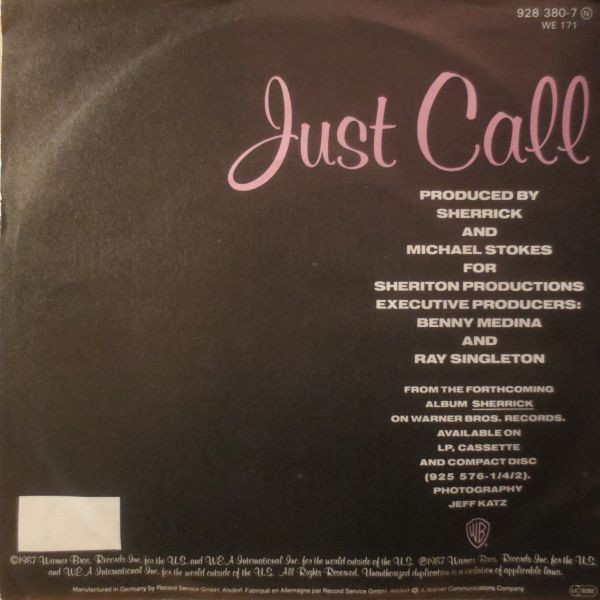 928 380-7 Ⓝ
WE 171
Just Call
PRODUCED BY
SHERRICK
AND
MICHAEL STOKES
FOR
SHERITON PRODUCTIONS
EXECUTIVE PRODUCERS:
BENNY MEDINA
AND
RAY SINGLETON
FROM THE FORTHCOMING
ALBUM SHERRICK
ON WARNER BROS. RECORDS.
AVAILABLE ON
LP, CASSETTE
AND COMPACT DISC
(925 576-1/4/2).
PHOTOGRAPHY
JEFF KATZ
WB
©1987 Warner Bros. Records Inc. for the U.S. and WEA International Inc. for the world outside of the U.S. ℗1987 Warner Bros. Records Inc. for the U.S.
and WEA International Inc. for the world outside of the U.S. All Rights Reserved. Unauthorized duplication is a violation of applicable laws.
Manufactured in Germany by Record Service GmbH, Alsdorf. Fabriqué en Allemagne par Record Service GmbH, Alsdorf. A Warner Communications Company. LC